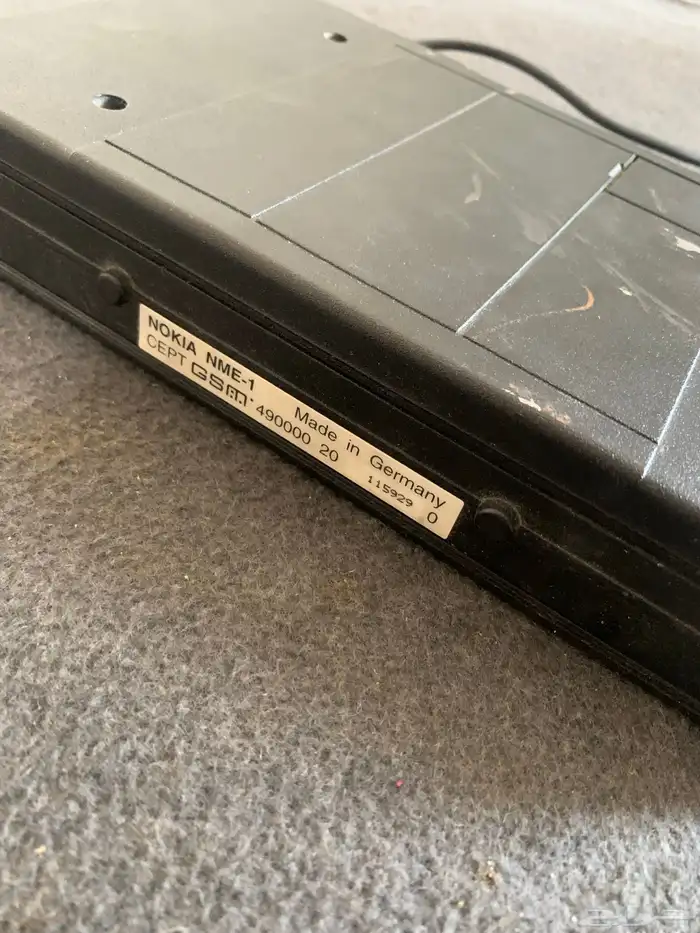 NOKIA NME-1 Made in Germany
CEPT GSM 490000 20 115929 0